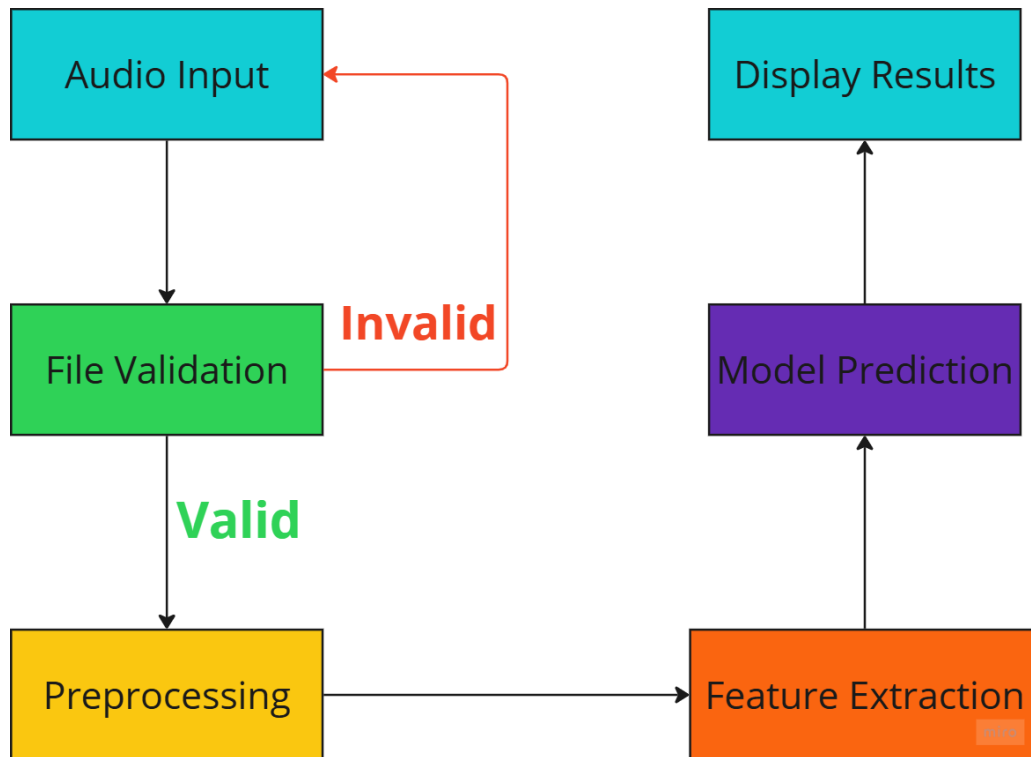 Audio Input
Display Results
Invalid
File Validation
Model Prediction
Valid
Preprocessing
Feature Extraction